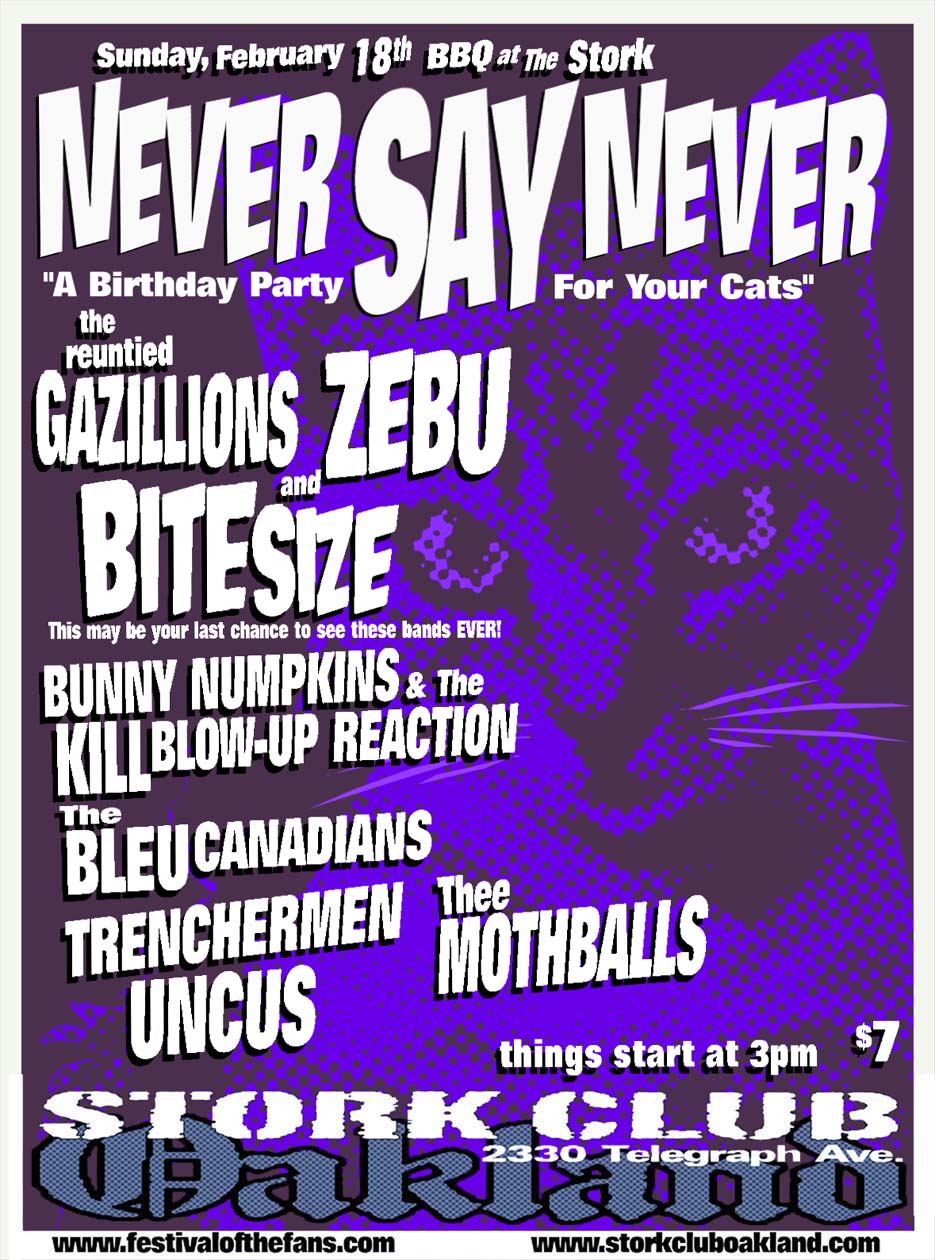 Sunday, February 18th BBQ at The Stork
NEVER SAY NEVER
"A Birthday Party For Your Cats"
the
reuntied
GAZILLIONS ZEBU
and
BITESIZE
This may be your last chance to see these bands EVER!
BUNNY NUMPKINS & The
KILL BLOW-UP REACTION
The
BLEU CANADIANS
TRENCHERMEN
Thee
MOTHBALLS
UNCUS
things start at 3pm $7
STORK CLUB
2330 Telegraph Ave.
Oakland
www.festivalofthefans.com www.storkcluboakland.com